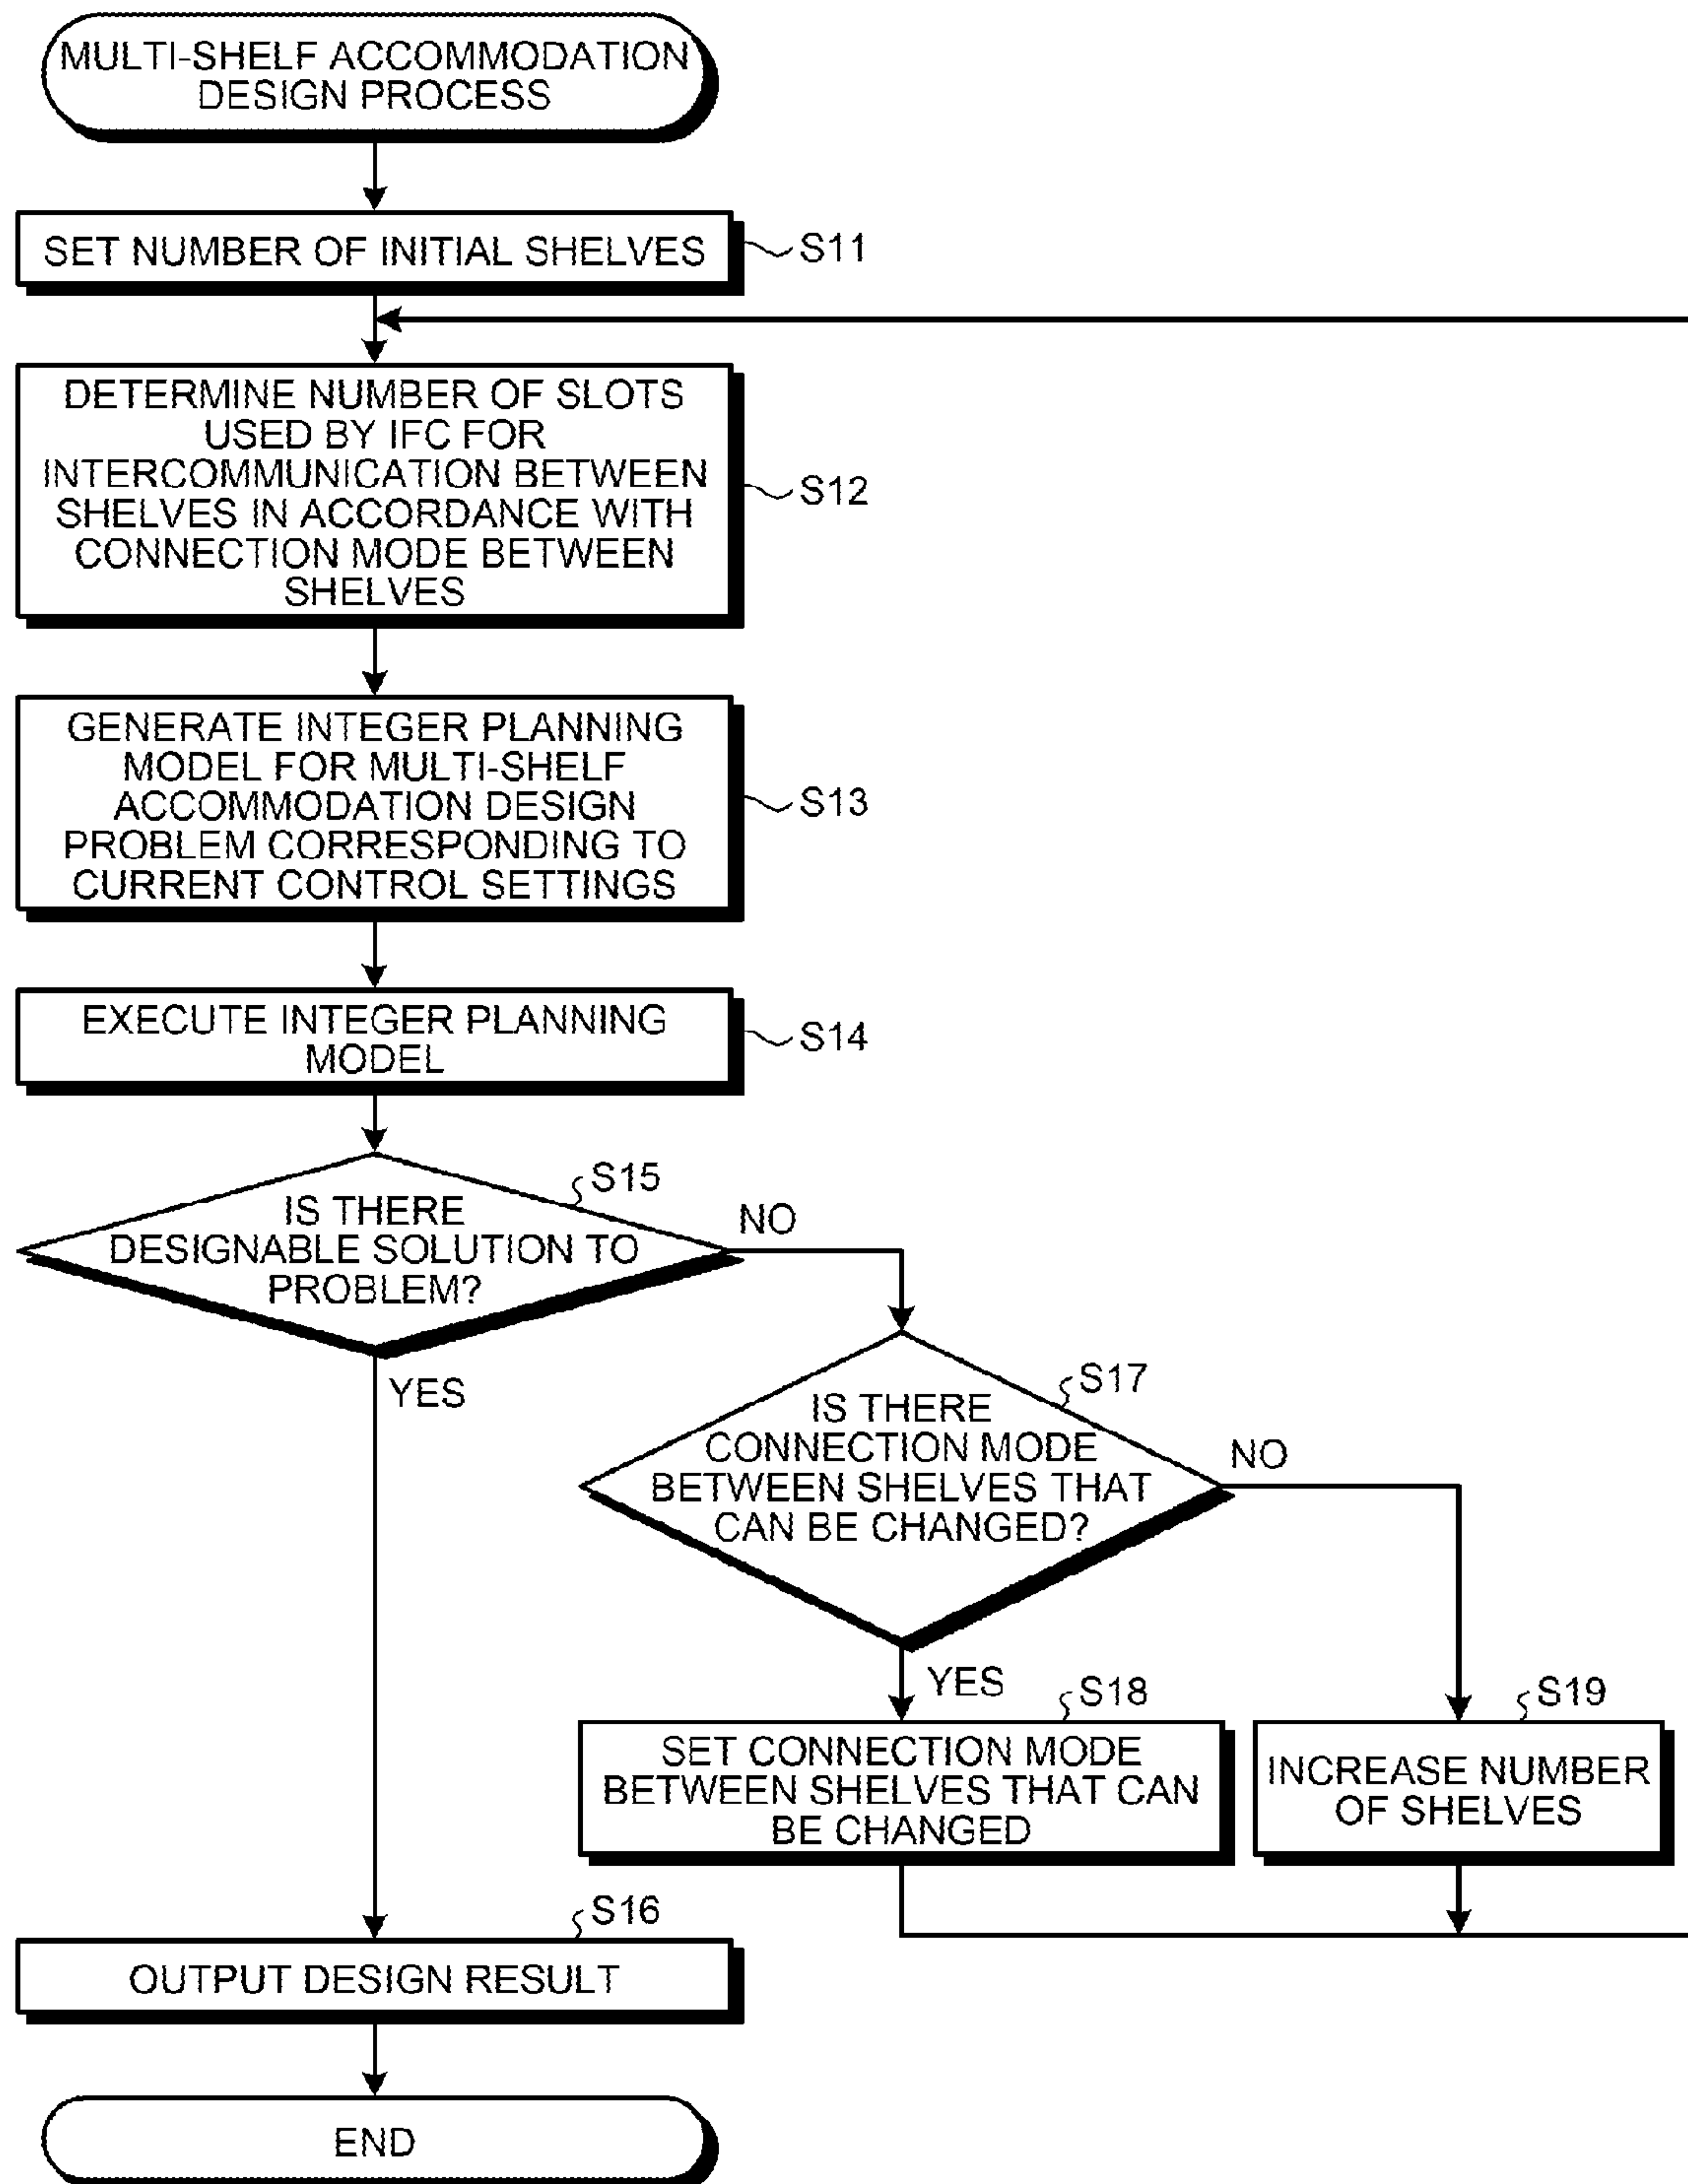 MULTI-SHELF ACCOMMODATION
DESIGN PROCESS
SET NUMBER OF INITIAL SHELVES
S11
DETERMINE NUMBER OF SLOTS
USED BY IFC FOR
INTERCOMMUNICATION BETWEEN
SHELVES IN ACCORDANCE WITH
CONNECTION MODE BETWEEN
SHELVES
S12
GENERATE INTEGER PLANNING
MODEL FOR MULTI-SHELF
ACCOMMODATION DESIGN
PROBLEM CORRESPONDING TO
CURRENT CONTROL SETTINGS
S13
EXECUTE INTEGER PLANNING
MODEL
S14
S15
IS THERE
DESIGNABLE SOLUTION TO
PROBLEM?
NO
YES
S17
IS THERE
CONNECTION MODE
BETWEEN SHELVES THAT
CAN BE CHANGED?
NO
YES
S18
SET CONNECTION MODE
BETWEEN SHELVES THAT CAN
BE CHANGED
S19
INCREASE NUMBER
OF SHELVES
S16
OUTPUT DESIGN RESULT
END